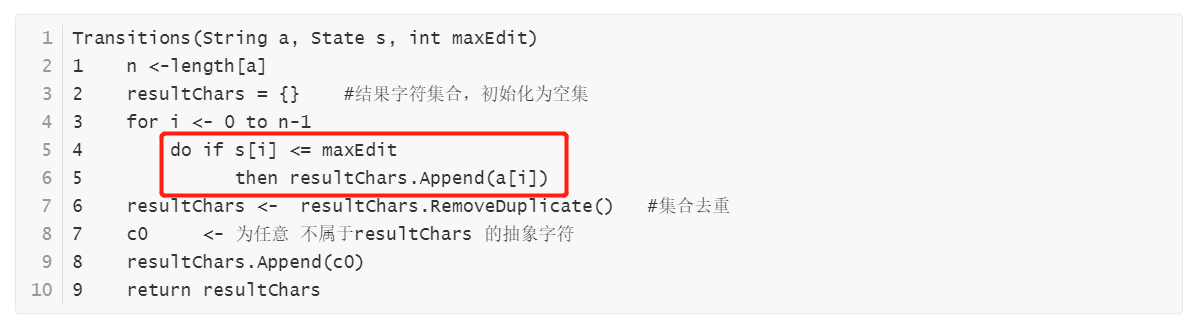 1 Transitions(String a, State s, int maxEdit)
2 1    n <-length[a]
3 2    resultChars = {}    #结果字符集合，初始化为空集
4 3    for i <- 0 to n-1
5 4        do if s[i] <= maxEdit
6 5              then resultChars.Append(a[i])
7 6    resultChars <-  resultChars.RemoveDuplicate()   #集合去重
8 7    c0     <- 为任意 不属于resultChars 的抽象字符
9 8    resultChars.Append(c0)
10 9    return resultChars